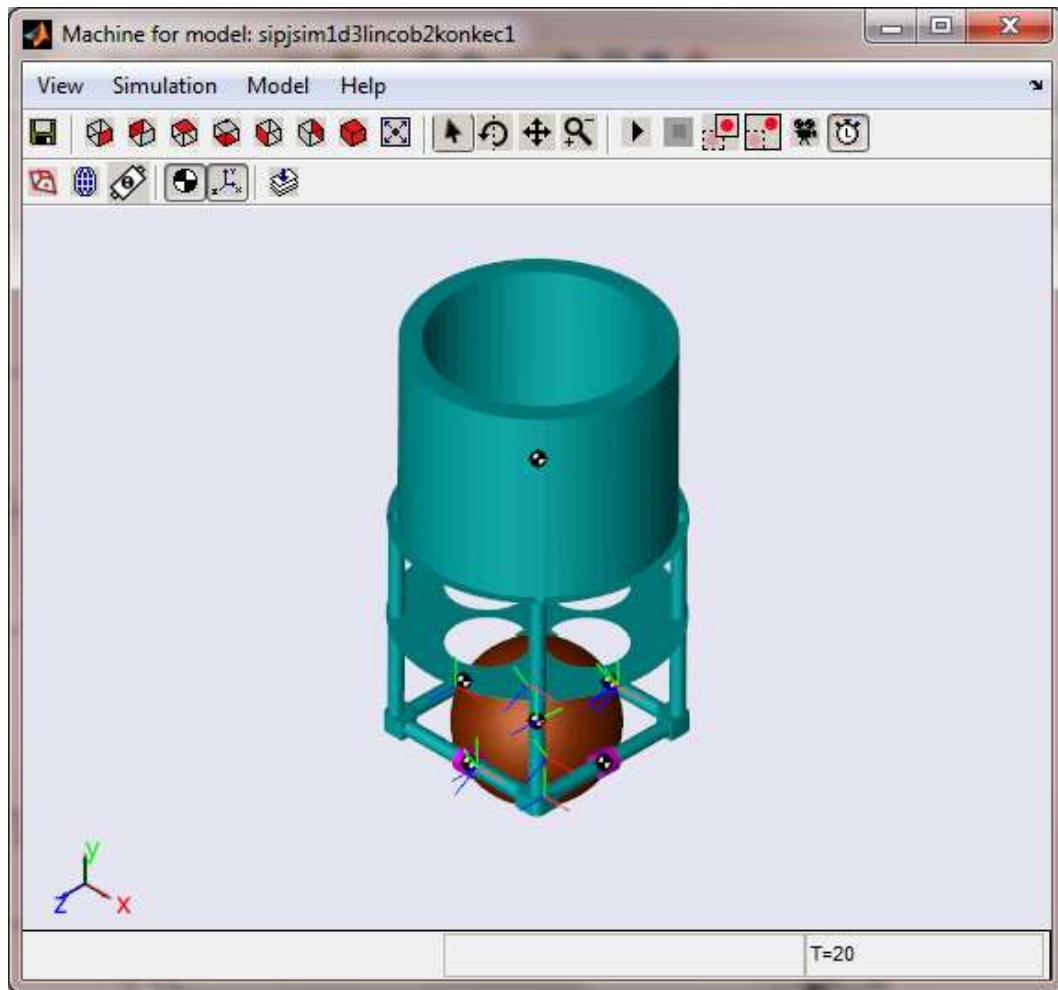 Machine for model: sipjsim1d3lincob2konkec1
View Simulation Model Help
y
z x
T=20